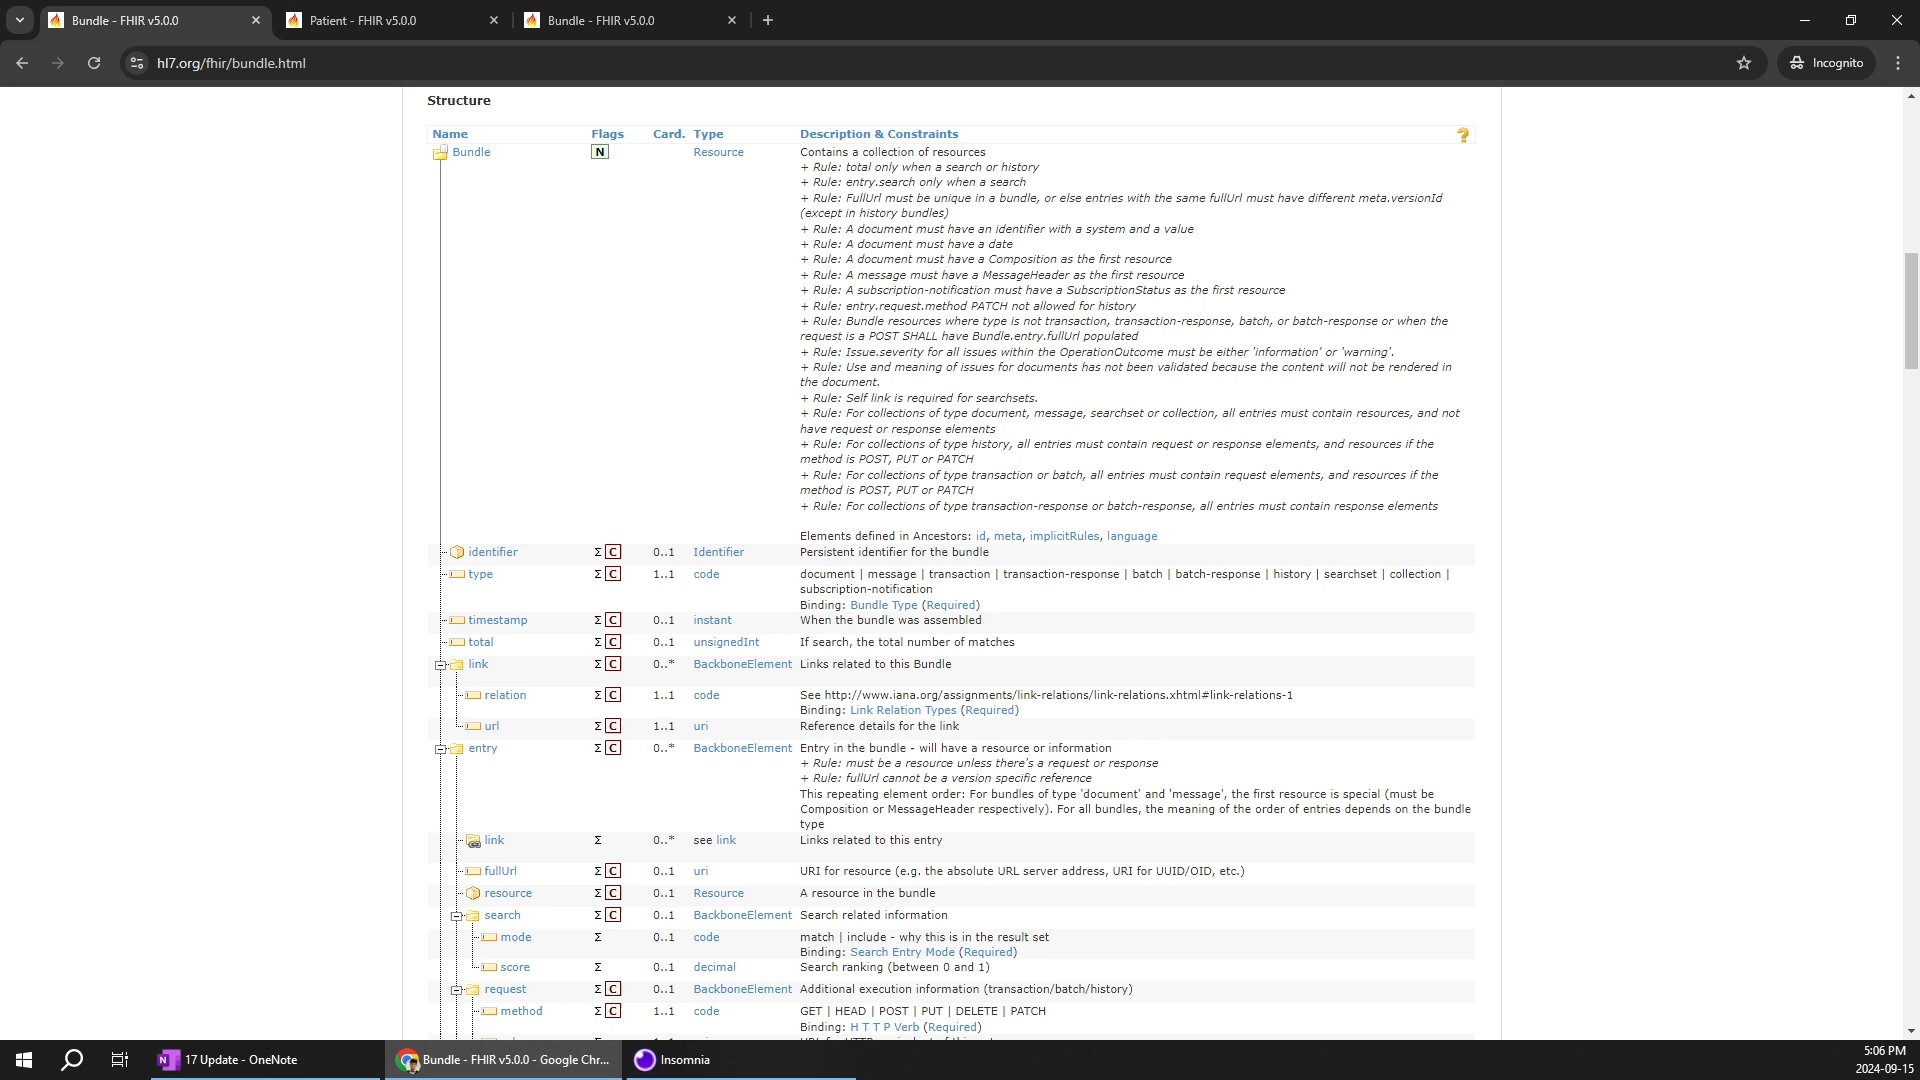 Bundle - FHIR v5.0.0
Patient - FHIR v5.0.0
Bundle - FHIR v5.0.0
hl7.org/fhir/bundle.html
Incognito
Structure
Name Flags Card. Type Description & Constraints
Bundle N Resource Contains a collection of resources
+ Rule: total only when a search or history
+ Rule: entry.search only when a search
+ Rule: FullUrl must be unique in a bundle, or else entries with the same fullUrl must have different meta.versionId
(except in history bundles)
+ Rule: A document must have an identifier with a system and a value
+ Rule: A document must have a date
+ Rule: A document must have a Composition as the first resource
+ Rule: A message must have a MessageHeader as the first resource
+ Rule: A subscription-notification must have a SubscriptionStatus as the first resource
+ Rule: entry.request.method PATCH not allowed for history
+ Rule: Bundle resources where type is not transaction, transaction-response, batch, or batch-response or when the
request is a POST SHALL have Bundle.entry.fullUrl populated
+ Rule: Issue.severity for all issues within the OperationOutcome must be either 'information' or 'warning'.
+ Rule: Use and meaning of issues for documents has not been validated because the content will not be rendered in
the document.
+ Rule: Self link is required for searchsets.
+ Rule: For collections of type document, message, searchset or collection, all entries must contain resources, and not
have request or response elements
+ Rule: For collections of type history, all entries must contain request or response elements, and resources if the
method is POST, PUT or PATCH
+ Rule: For collections of type transaction or batch, all entries must contain request elements, and resources if the
method is POST, PUT or PATCH
+ Rule: For collections of type transaction-response or batch-response, all entries must contain response elements
Elements defined in Ancestors: id, meta, implicitRules, language
identifier Σ C 0..1 Identifier Persistent identifier for the bundle
type Σ C 1..1 code document | message | transaction | transaction-response | batch | batch-response | history | searchset | collection |
subscription-notification
Binding: Bundle Type (Required)
timestamp Σ C 0..1 instant When the bundle was assembled
total Σ C 0..1 unsignedInt If search, the total number of matches
link Σ C 0..* BackboneElement Links related to this Bundle
relation Σ C 1..1 code See http://www.iana.org/assignments/link-relations/link-relations.xhtml#link-relations-1
Binding: Link Relation Types (Required)
url Σ C 1..1 uri Reference details for the link
entry Σ C 0..* BackboneElement Entry in the bundle - will have a resource or information
+ Rule: must be a resource unless there's a request or response
+ Rule: fullUrl cannot be a version specific reference
This repeating element order: For bundles of type 'document' and 'message', the first resource is special (must be
Composition or MessageHeader respectively). For all bundles, the meaning of the order of entries depends on the bundle
type
link Σ 0..* see link Links related to this entry
fullUrl Σ C 0..1 uri URI for resource (e.g. the absolute URL server address, URI for UUID/OID, etc.)
resource Σ C 0..1 Resource A resource in the bundle
search Σ C 0..1 BackboneElement Search related information
mode Σ 0..1 code match | include - why this is in the result set
Binding: Search Entry Mode (Required)
score Σ 0..1 decimal Search ranking (between 0 and 1)
request Σ C 0..1 BackboneElement Additional execution information (transaction/batch/history)
method Σ C 1..1 code GET | HEAD | POST | PUT | DELETE | PATCH
Binding: H T T P Verb (Required)
17 Update - OneNote
Bundle - FHIR v5.0.0 - Google Chr...
Insomnia
5:06 PM
2024-09-15